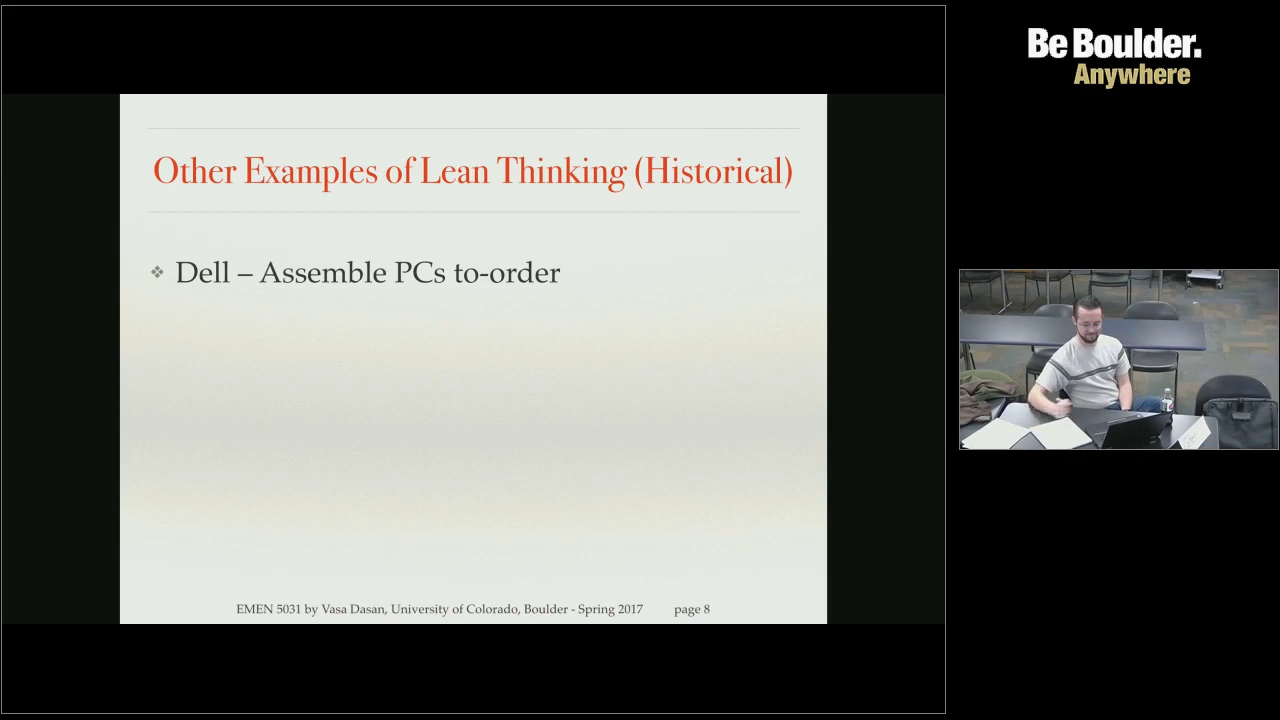 Be Boulder.
Anywhere
Other Examples of Lean Thinking (Historical)
❖ Dell – Assemble PCs to-order
EMEN 5031 by Vasa Dasan, University of Colorado, Boulder - Spring 2017 page 8